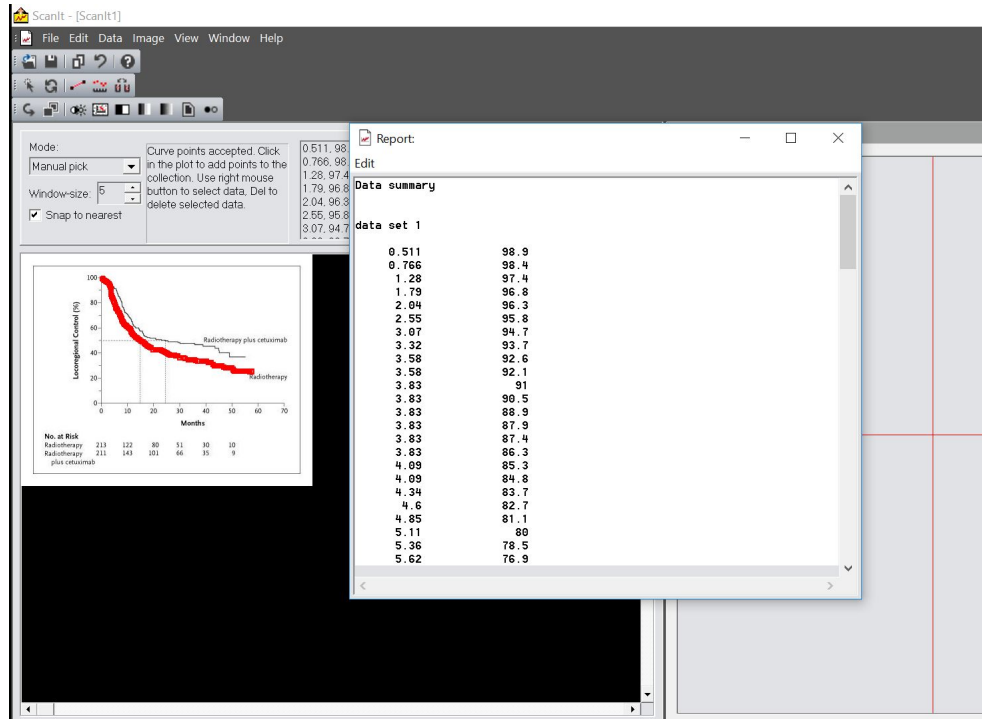 ScanIt - [ScanIt1]
File Edit Data Image View Window Help
Mode:
Manual pick
Window-size: 5
Snap to nearest
Curve points accepted. Click
in the plot to add points to the
collection. Use right mouse
button to select data, Del to
delete selected data.
0.511, 98.
0.766, 98.
1.28, 97.4
1.79, 96.8
2.04, 96.3
2.55, 95.8
3.07, 94.7
Report:
Edit
Data summary
data set 1
0.511 98.9
0.766 98.4
1.28 97.4
1.79 96.8
2.04 96.3
2.55 95.8
3.07 94.7
3.32 93.7
3.58 92.6
3.58 92.1
3.83 91
3.83 90.5
3.83 88.9
3.83 87.9
3.83 87.4
3.83 86.3
4.09 85.3
4.09 84.8
4.34 83.7
4.6 82.7
4.85 81.1
5.11 80
5.36 78.5
5.62 76.9
Locoregional Control (%)
100
80
60
40
20
0
Radiotherapy plus cetuximab
Radiotherapy
0 10 20 30 40 50 60 70
Months
No. at Risk
Radiotherapy 213 122 80 51 30 10
Radiotherapy 211 143 101 66 35 9
plus cetuximab